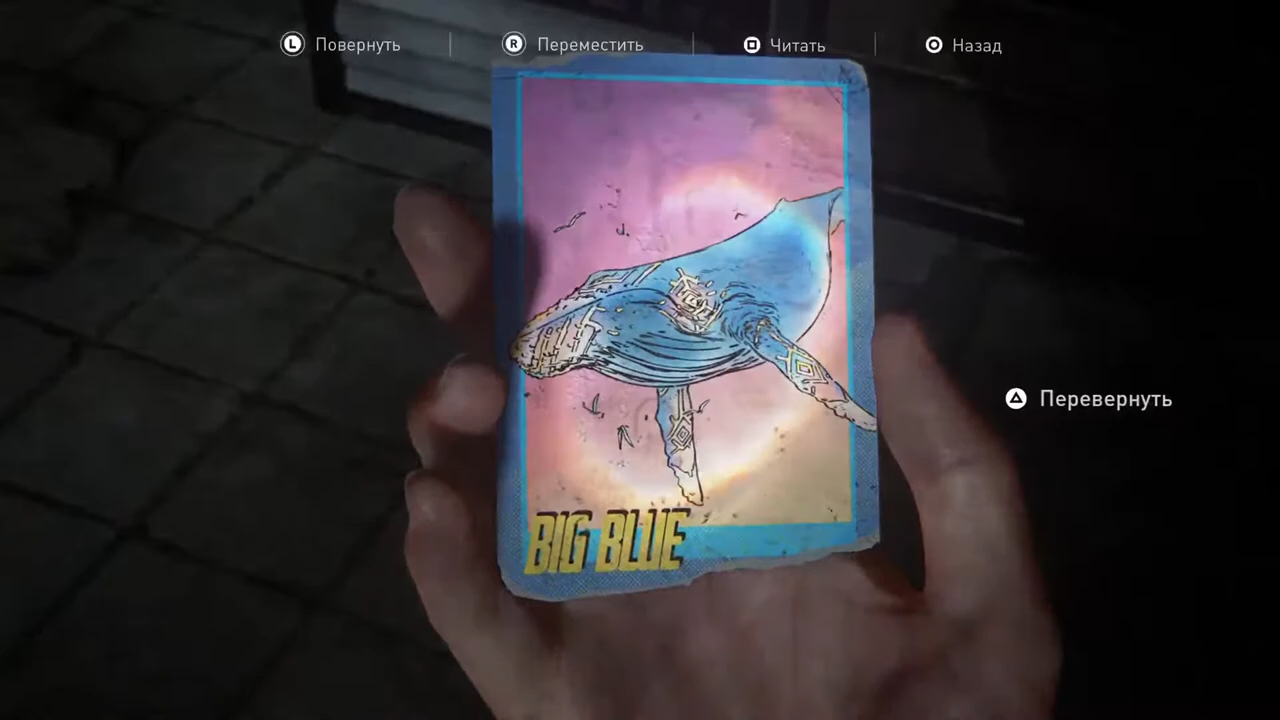 L Повернуть
R Переместить
Читать
Назад
Перевернуть
BIG BLUE